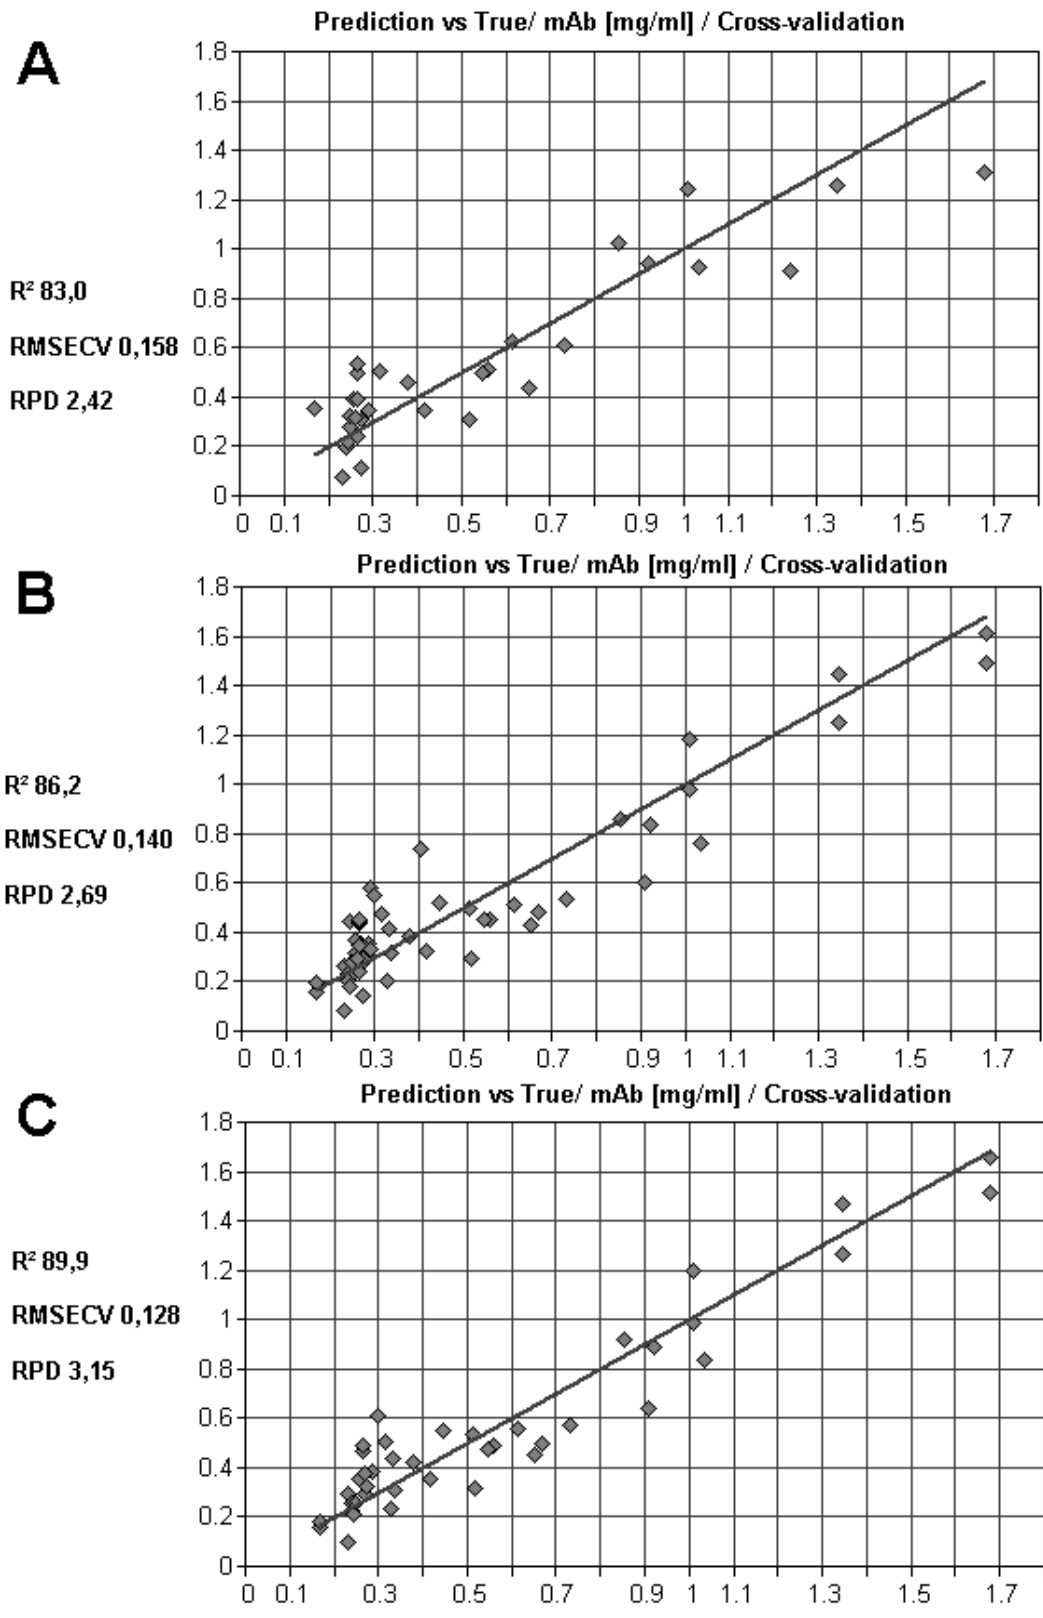 Prediction vs True/ mAb [mg/ml] / Cross-validation
A
1.8
1.6
1.4
1.2
1
0.8
0.6
0.4
0.2
0
R² 83,0
RMSECV 0,158
RPD 2,42
0 0.1 0.3 0.5 0.7 0.9 1 1.1 1.3 1.5 1.7
Prediction vs True/ mAb [mg/ml] / Cross-validation
B
1.8
1.6
1.4
1.2
1
0.8
0.6
0.4
0.2
0
R² 86,2
RMSECV 0,140
RPD 2,69
0 0.1 0.3 0.5 0.7 0.9 1 1.1 1.3 1.5 1.7
Prediction vs True/ mAb [mg/ml] / Cross-validation
C
1.8
1.6
1.4
1.2
1
0.8
0.6
0.4
0.2
0
R² 89,9
RMSECV 0,128
RPD 3,15
0 0.1 0.3 0.5 0.7 0.9 1 1.1 1.3 1.5 1.7